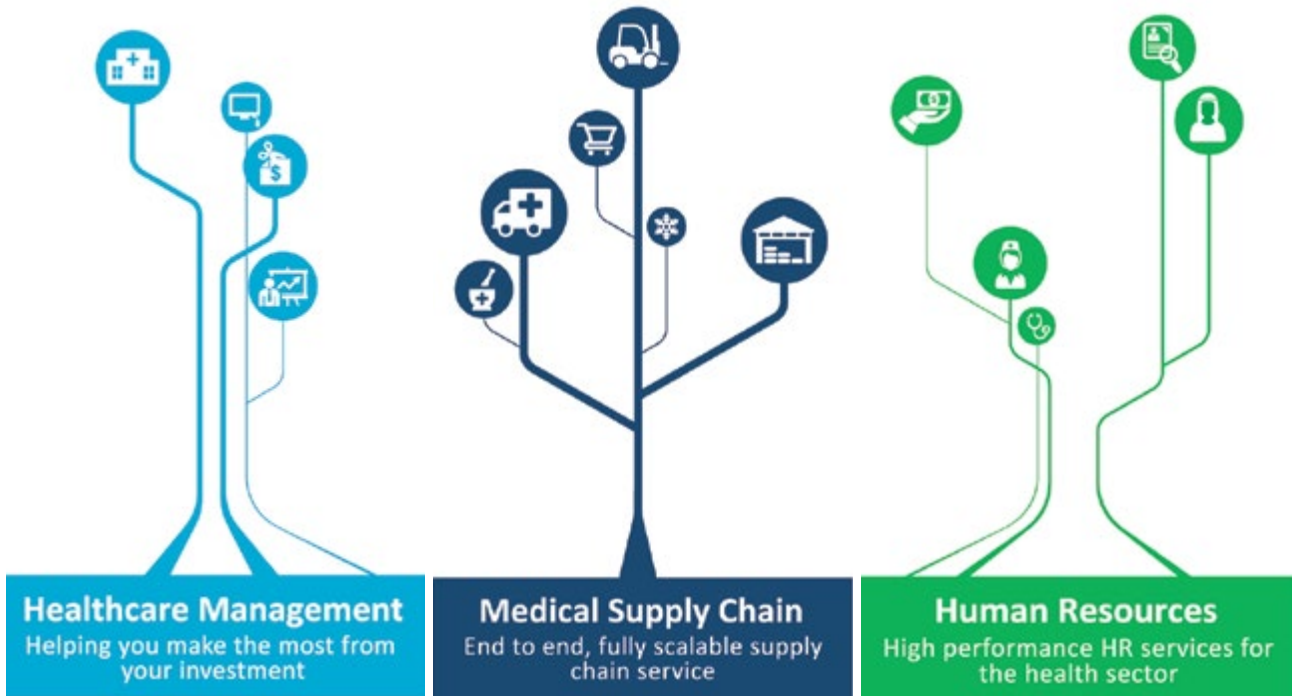 Healthcare Management
Helping you make the most from
your investment
Medical Supply Chain
End to end, fully scalable supply
chain service
Human Resources
High performance HR services for
the health sector